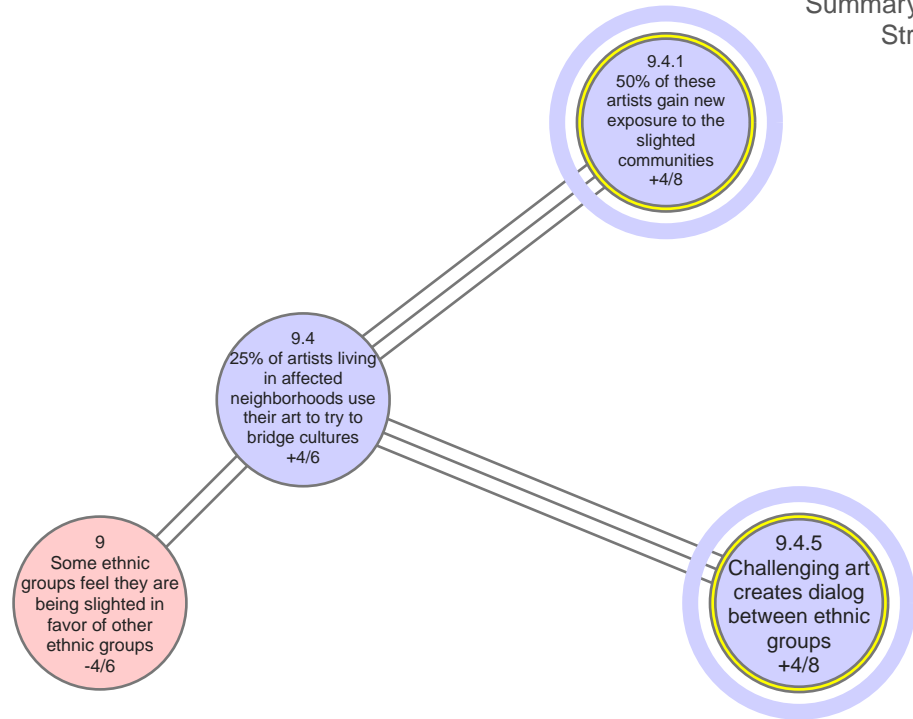 Summary
Str
9.4.1
50% of these
artists gain new
exposure to the
slighted
communities
+4/8
9.4
25% of artists living
in affected
neighborhoods use
their art to try to
bridge cultures
+4/6
9
Some ethnic
groups feel they are
being slighted in
favor of other
ethnic groups
-4/6
9.4.5
Challenging art
creates dialog
between ethnic
groups
+4/8